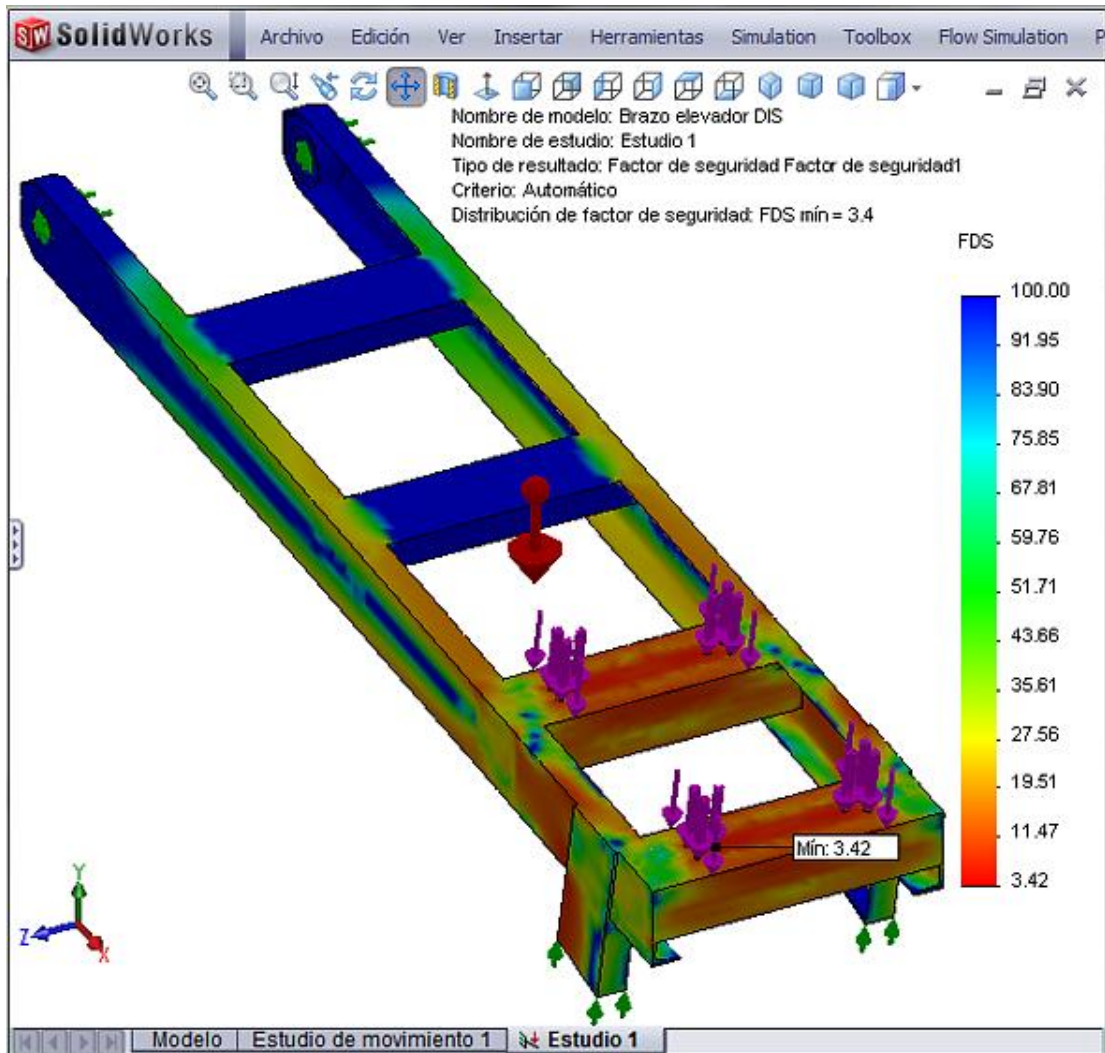 SW SolidWorks Archivo Edición Ver Insertar Herramientas Simulation Toolbox Flow Simulation P
Nombre de modelo: Brazo elevador DIS
Nombre de estudio: Estudio 1
Tipo de resultado: Factor de seguridad Factor de seguridad1
Criterio: Automático
Distribución de factor de seguridad: FDS mín = 3.4
FDS
100.00
91.95
83.90
75.85
67.81
59.76
51.71
43.66
35.61
27.56
19.51
11.47
3.42
Mín: 3.42
Y
Z
X
Modelo Estudio de movimiento 1 Estudio 1